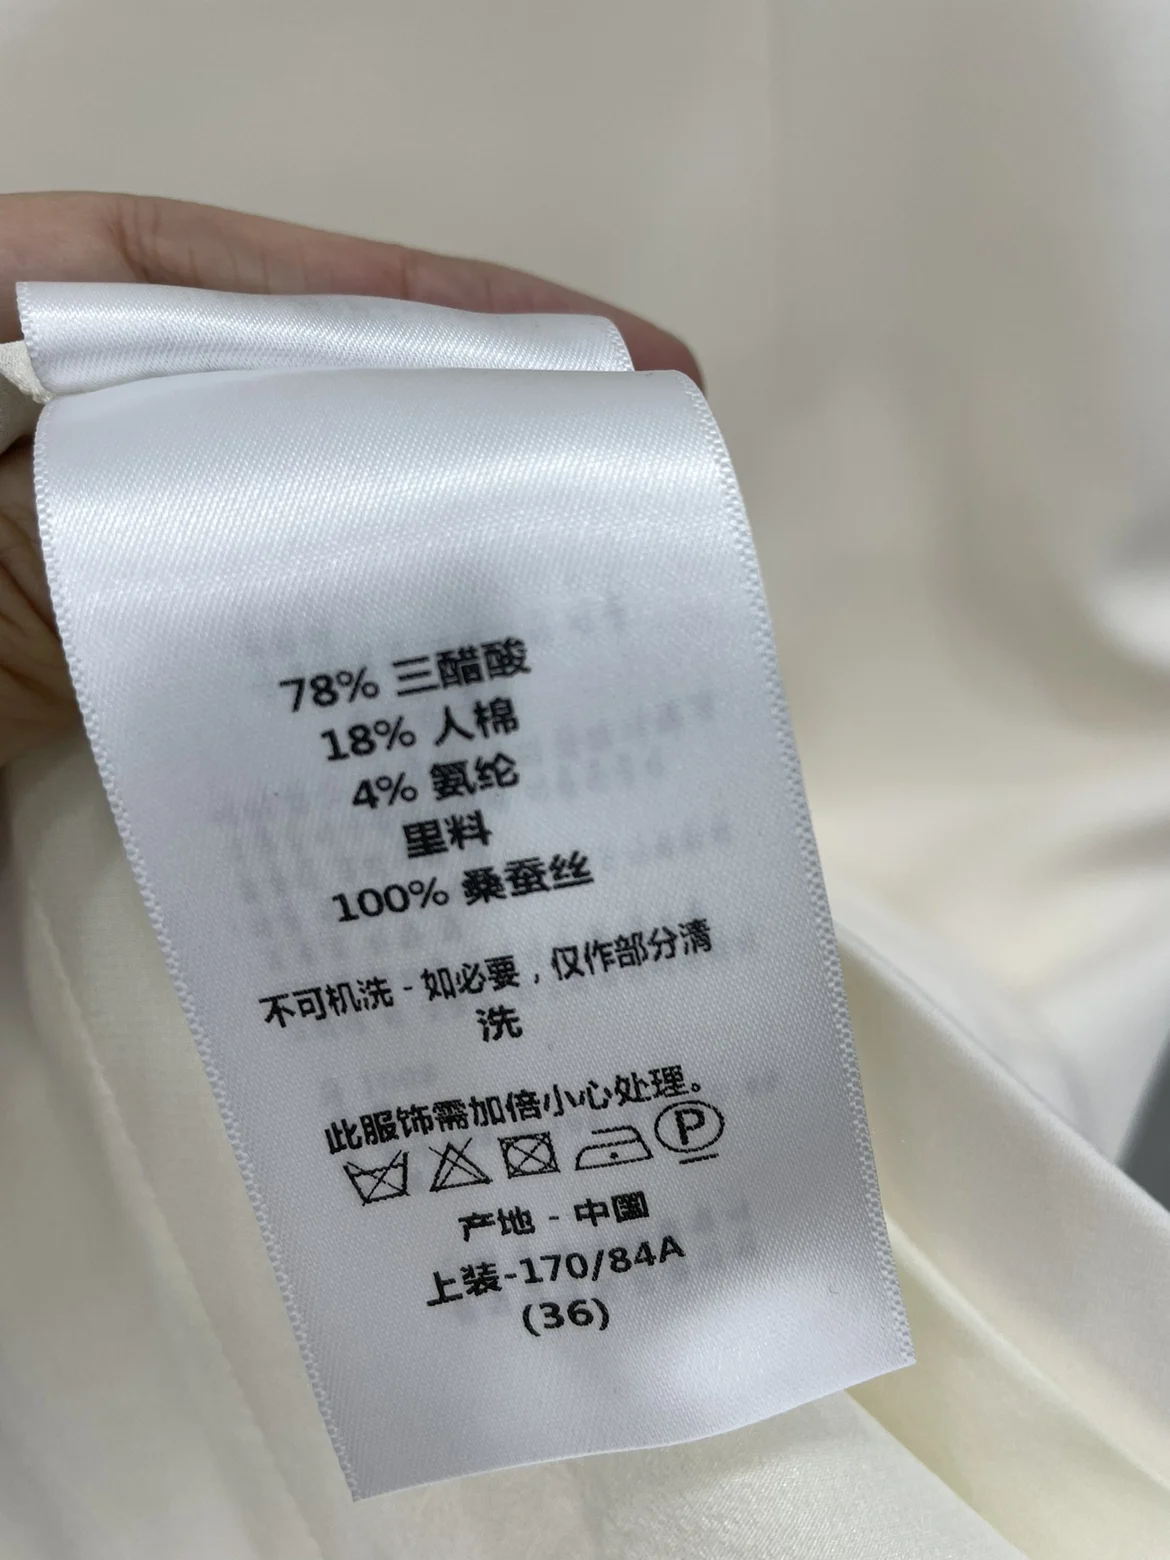 78% 三醋酸
18% 人棉
4% 氨纶
里料
100% 桑蚕丝
不可机洗 - 如必要，仅作部分清
洗
此服饰需加倍小心处理。
P
产地 - 中國
上装-170/84A
(36)